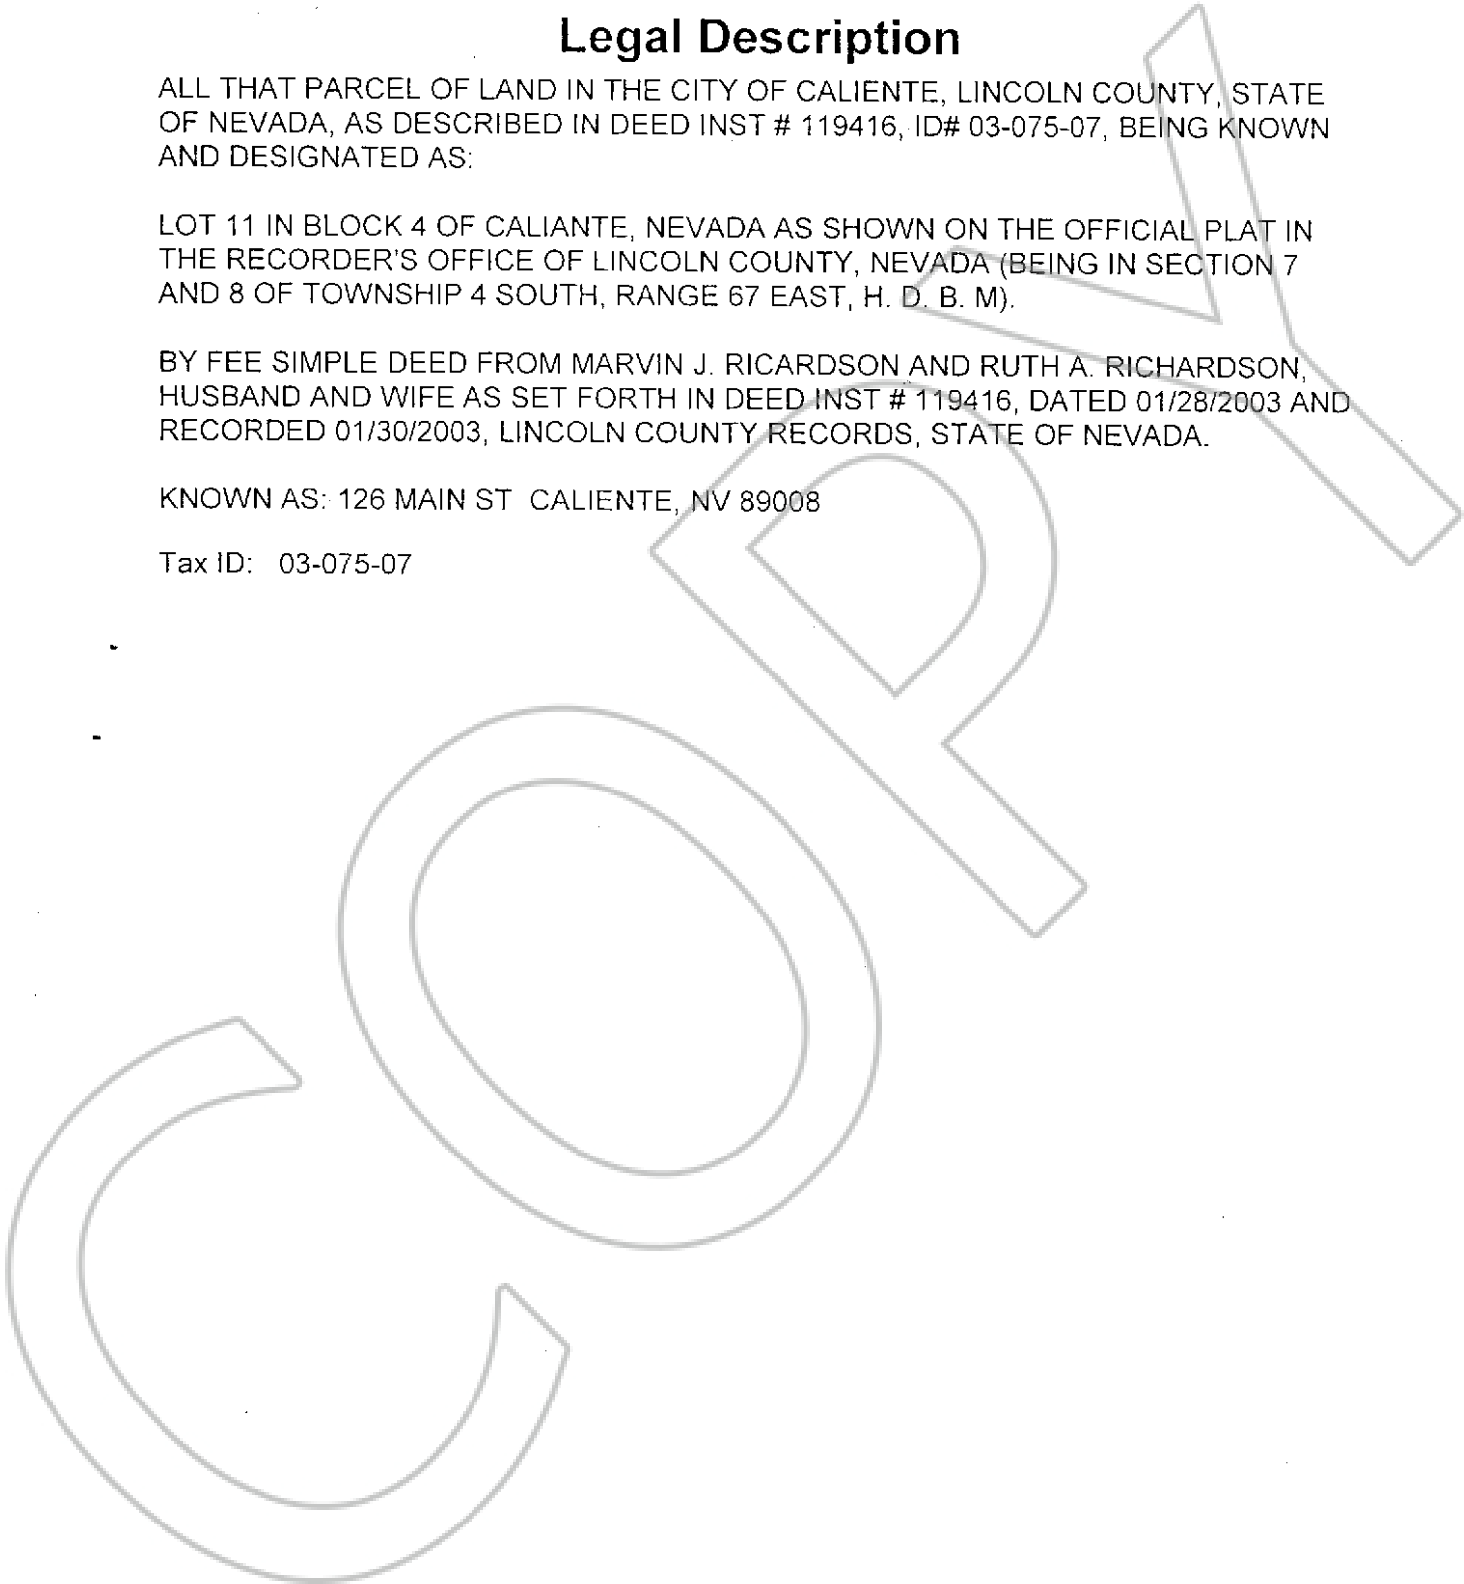 Legal Description
ALL THAT PARCEL OF LAND IN THE CITY OF CALIENTE, LINCOLN COUNTY, STATE
OF NEVADA, AS DESCRIBED IN DEED INST # 119416, ID# 03-075-07, BEING KNOWN
AND DESIGNATED AS:
LOT 11 IN BLOCK 4 OF CALIANTE, NEVADA AS SHOWN ON THE OFFICIAL PLAT IN
THE RECORDER'S OFFICE OF LINCOLN COUNTY, NEVADA (BEING IN SECTION 7
AND 8 OF TOWNSHIP 4 SOUTH, RANGE 67 EAST, H. D. B. M).
BY FEE SIMPLE DEED FROM MARVIN J. RICARDSON AND RUTH A. RICHARDSON,
HUSBAND AND WIFE AS SET FORTH IN DEED INST # 119416, DATED 01/28/2003 AND
RECORDED 01/30/2003, LINCOLN COUNTY RECORDS, STATE OF NEVADA.
KNOWN AS: 126 MAIN ST CALIENTE, NV 89008
Tax ID: 03-075-07
COPY